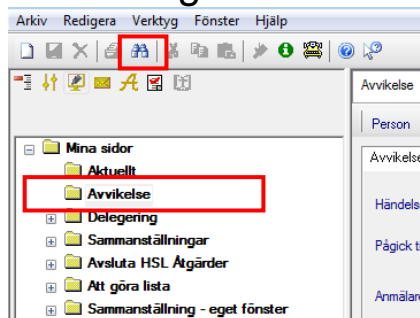 Arkiv Redigera Verktyg Fönster Hjälp
Avvikelse
Person
Mina sidor
Aktuellt
Avvikelse
Delegering
Sammanställningar
Avsluta HSL Åtgärder
Att göra lista
Sammanställning - eget fönster
Avvikelse
Händels
Pågick ti
Anmälar